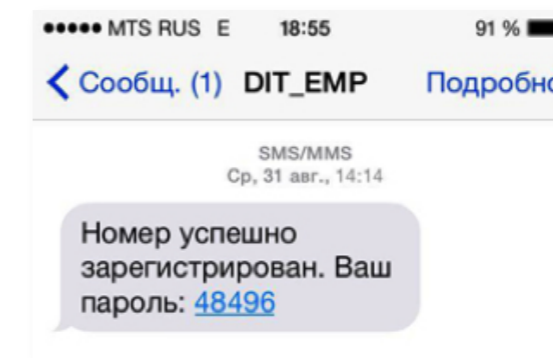 MTS RUS E 18:55 91 %
Сообщ. (1) DIT_EMP Подробно
SMS/MMS
Ср, 31 авг., 14:14
Номер успешно
зарегистрирован. Ваш
пароль: 48496